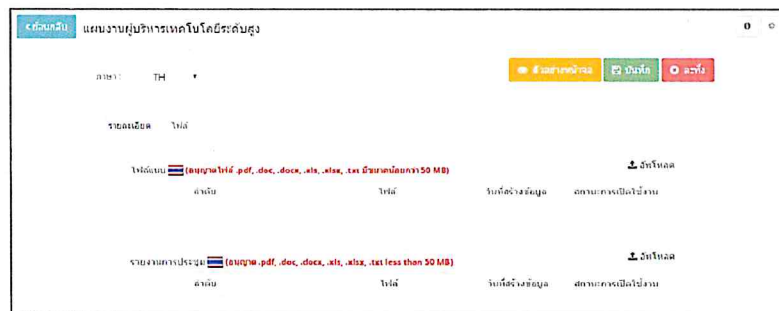 <ย้อนกลับ แผนงานผู้บริหารเทคโนโลยีระดับสูง 0
ภาษา : TH ตัวอย่างหน้าจอ บันทึก ละทิ้ง
รายละเอียด ไฟล์
ไฟล์แนบ (อนุญาตไฟล์ .pdf, .doc, .docx, .xls, .xlsx, .txt มีขนาดน้อยกว่า 50 MB) อัพโหลด
ลำดับ ไฟล์ วันที่สร้างข้อมูล สถานะการเปิดใช้งาน
รายงานการประชุม (อนุญาต .pdf, .doc, .docx, .xls, .xlsx, .txt less than 50 MB) อัพโหลด
ลำดับ ไฟล์ วันที่สร้างข้อมูล สถานะการเปิดใช้งาน